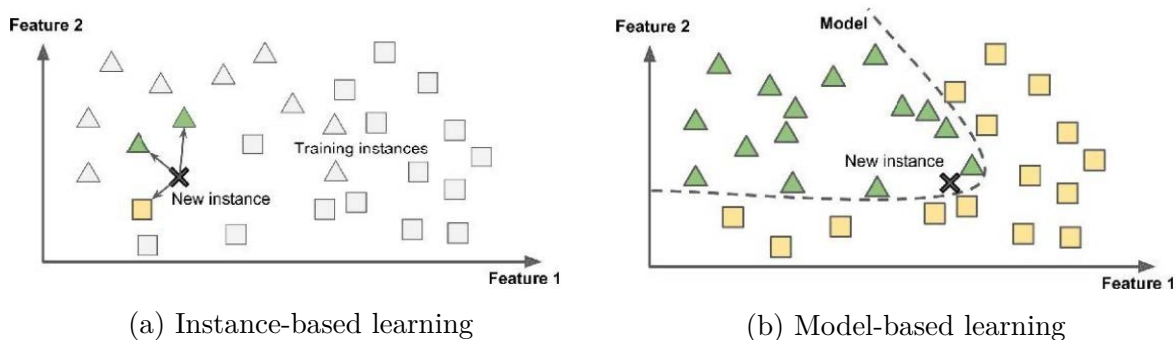 Feature 2
Training instances
New instance
Feature 1
(a) Instance-based learning
Feature 2
Model
New instance
Feature 1
(b) Model-based learning